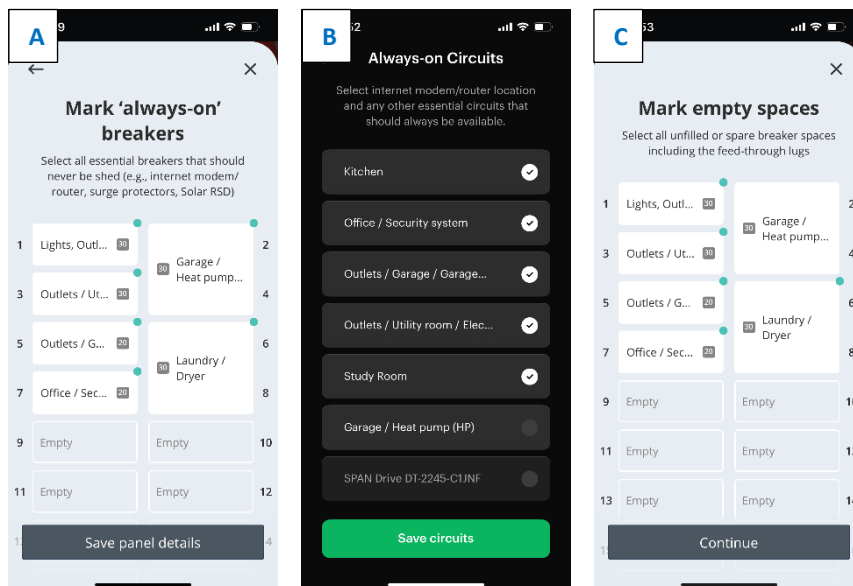 A
9
Mark ‘always-on’
breakers
Select all essential breakers that should
never be shed (e.g., internet modem/
router, surge protectors, Solar RSD)
1 Lights, Outl... 30
30 Garage /
Heat pump...
2
3 Outlets / Ut... 30
4
5 Outlets / G... 20
30 Laundry /
Dryer
6
7 Office / Sec... 20
8
9 Empty Empty 10
11 Empty Empty 12
Save panel details
4
B
52
Always-on Circuits
Select internet modem/router location
and any other essential circuits that
should always be available.
Kitchen
Office / Security system
Outlets / Garage / Garage...
Outlets / Utility room / Elec...
Study Room
Garage / Heat pump (HP)
SPAN Drive DT-2245-C1JNF
Save circuits
C
:53
Mark empty spaces
Select all unfilled or spare breaker spaces
including the feed-through lugs
1 Lights, Outl... 30
30 Garage /
Heat pump...
2
3 Outlets / Ut... 30
4
5 Outlets / G... 20
30 Laundry /
Dryer
6
7 Office / Sec... 20
8
9 Empty Empty
11 Empty Empty
13 Empty Empty
Continue